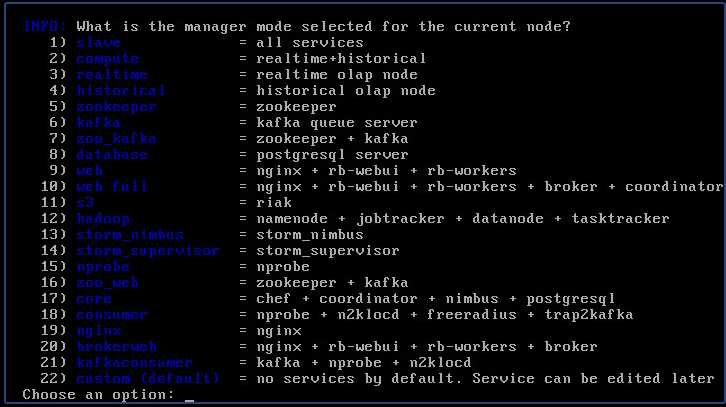 INFO: What is the manager mode selected for the current node?
1) slave = all services
2) compute = realtime+historical
3) realtime = realtime olap node
4) historical = historical olap node
5) zookeeper = zookeeper
6) kafka = kafka queue server
7) zoo_kafka = zookeeper + kafka
8) database = postgresql server
9) web = nginx + rb-webui + rb-workers
10) web_full = nginx + rb-webui + rb-workers + broker + coordinator
11) s3 = riak
12) hadoop = namenode + jobtracker + datanode + tasktracker
13) storm_nimbus = storm_nimbus
14) storm_supervisor = storm_supervisor
15) nprobe = nprobe
16) zoo_web = zookeeper + kafka
17) core = chef + coordinator + nimbus + postgresql
18) consumer = nprobe + n2klocd + freeradius + trap2kafka
19) nginx = nginx
20) brokerweb = nginx + rb-webui + rb-workers + broker
21) kafkaconsumer = kafka + nprobe + n2klocd
22) custom (default) = no services by default. Service can be edited later
Choose an option: _